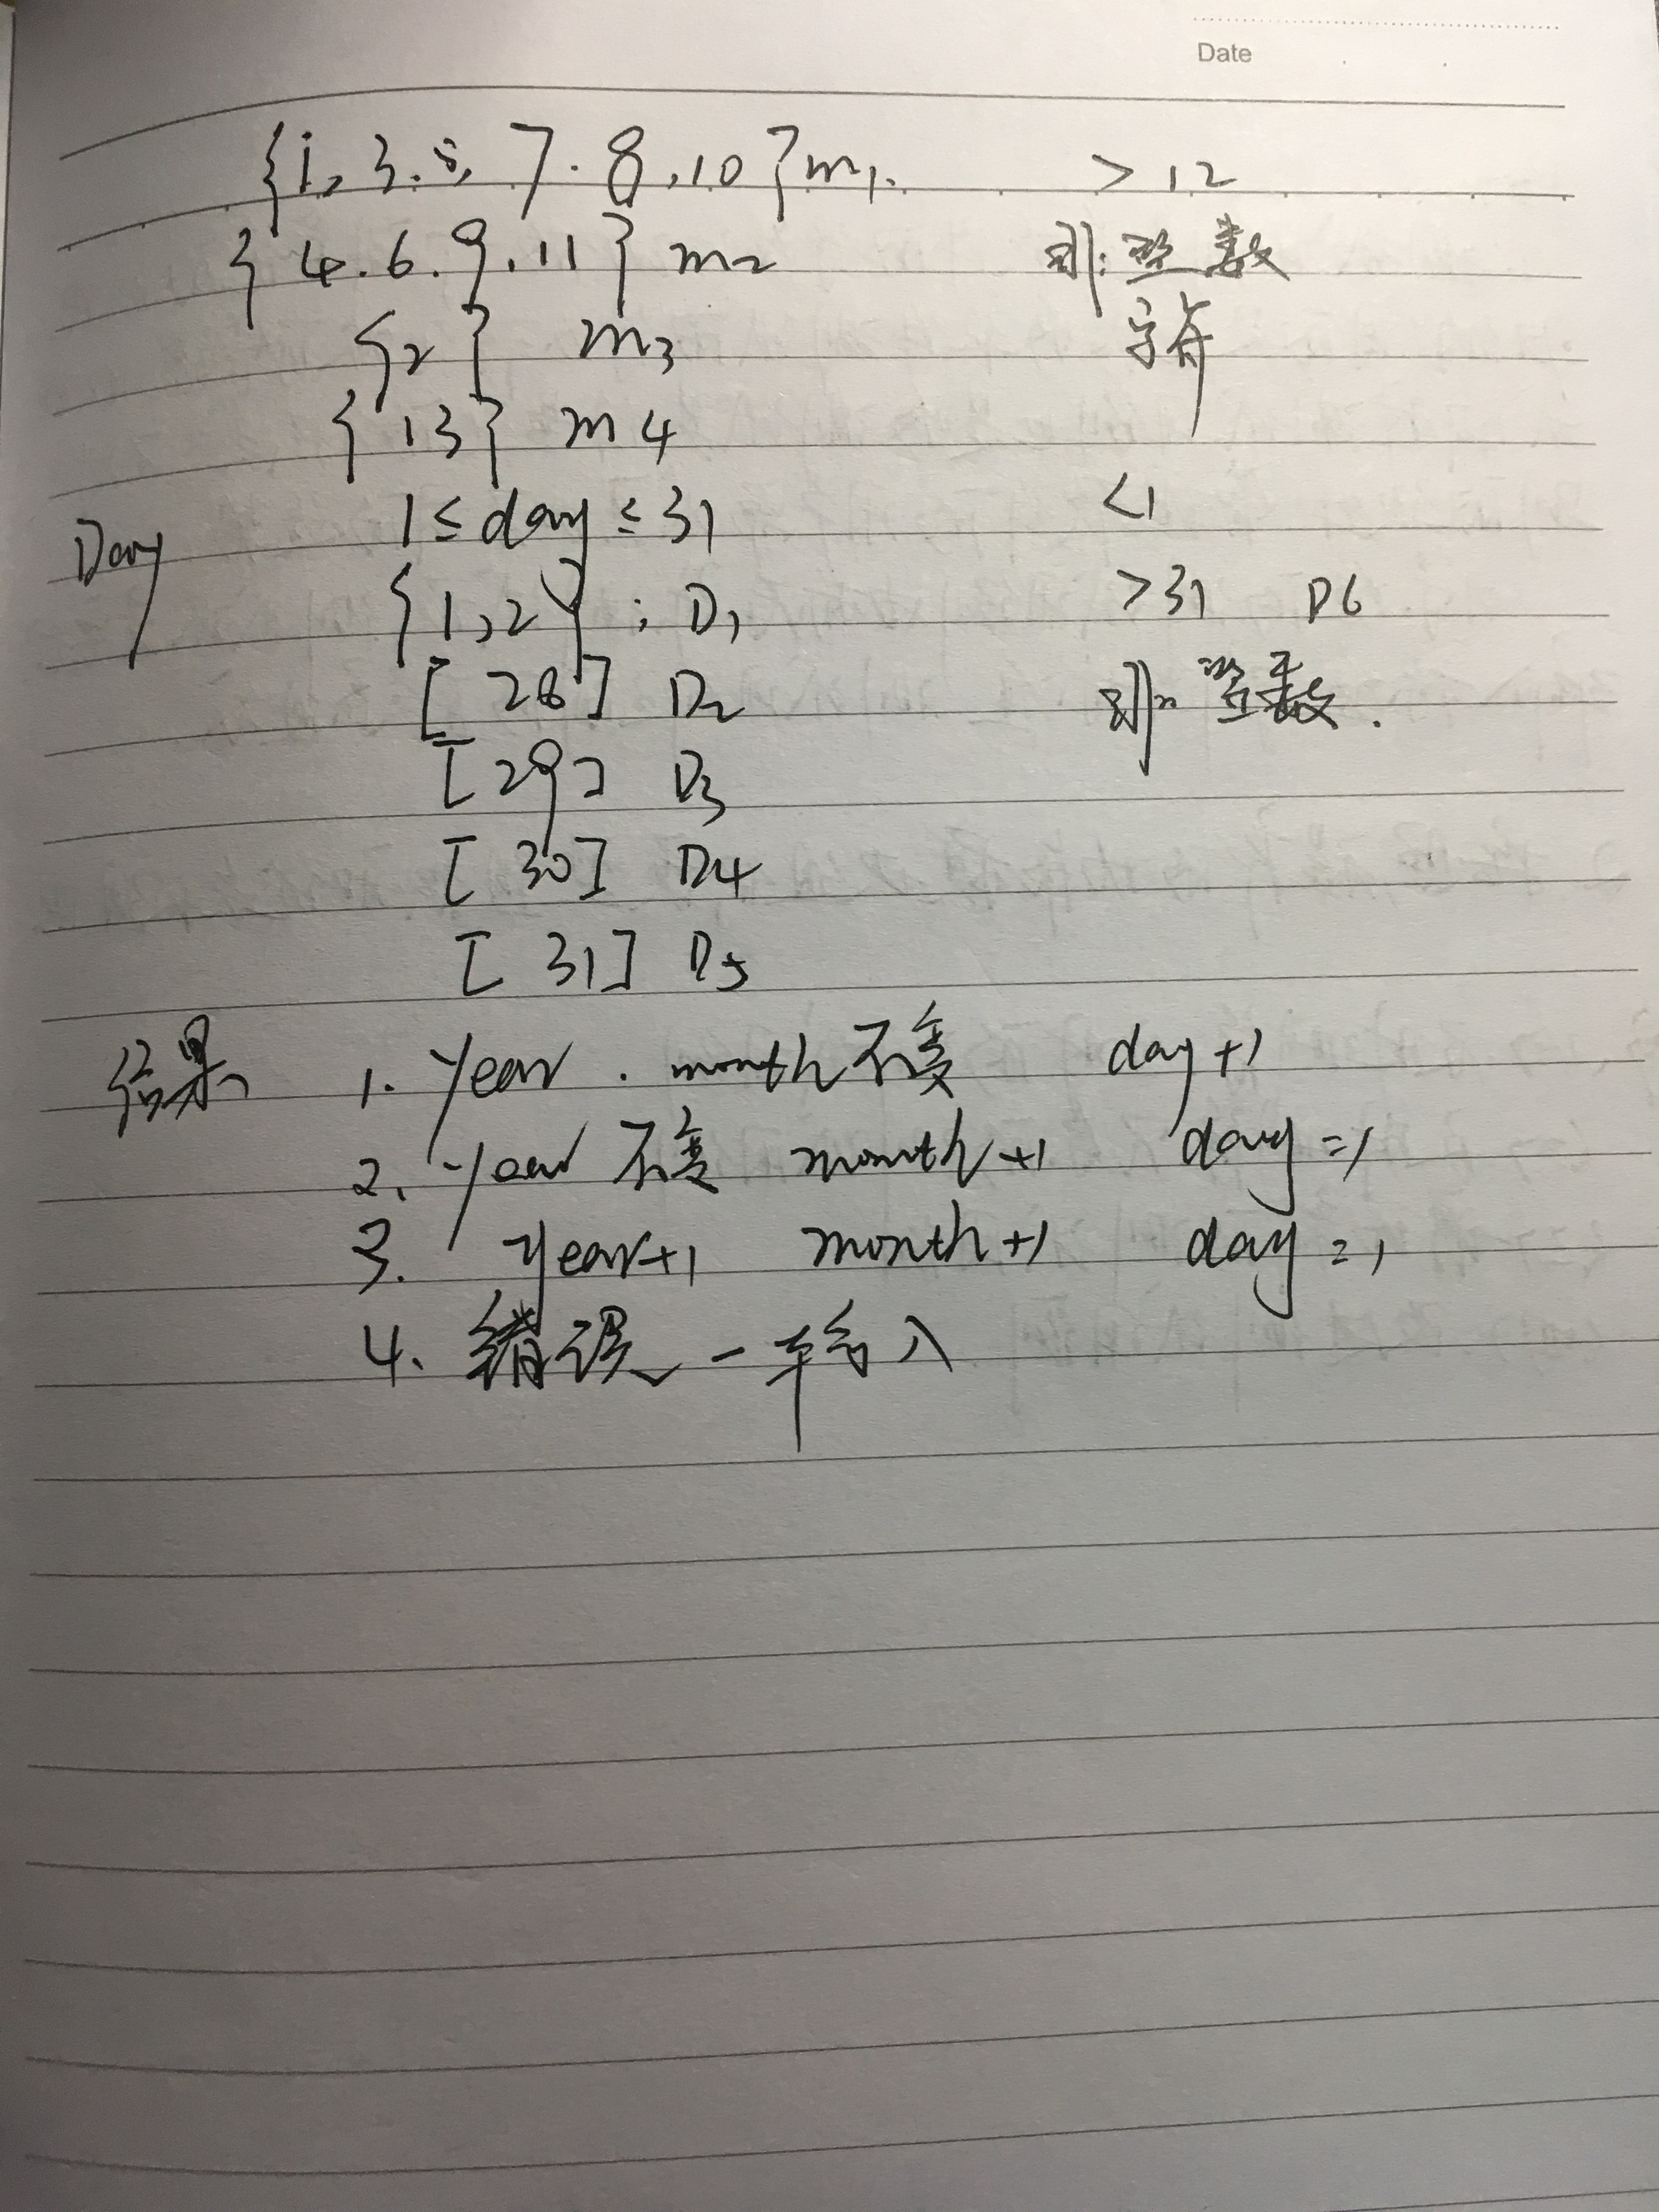 Date
{1, 3. 5, 7. 8, 10} m1. > 12
{4. 6. 9. 11} m2 非整数
{2} m3 字符
{13} m4
1 ≤ day ≤ 31 <1
Day {1, 2 } : D1 >31 D6
[28] D2 非整数.
[29] D3
[30] D4
[31] D5
结果 1. year . month 不变 day+1
2. year 不变 month+1 day=1
3. year+1 month+1 day=1
4. 错误 一 输入